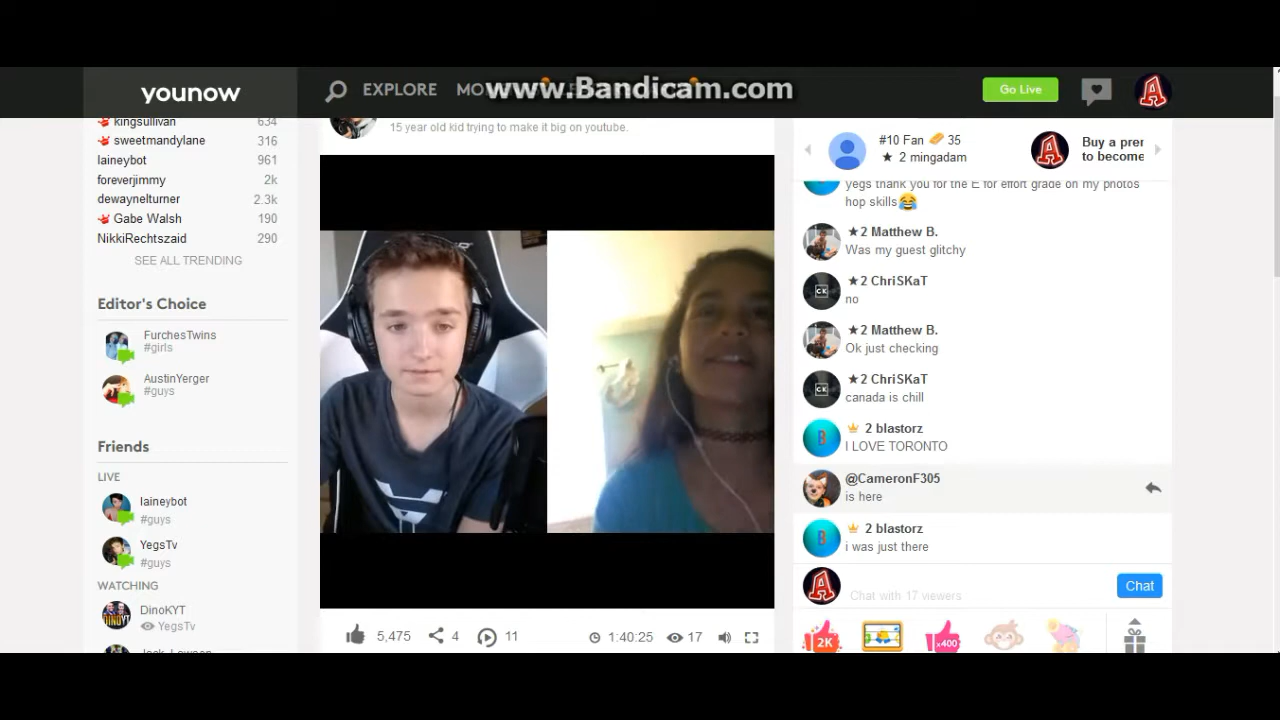 www.Bandicam.com
younow
EXPLORE
Go Live
kingsullivan 634
sweetmandylane 316
laineybot 961
foreverjimmy 2k
dewaynelturner 2.3k
Gabe Walsh 190
NikkiRechtszaid 290
SEE ALL TRENDING
Editor's Choice
FurchesTwins
#girls
AustinYerger
#guys
Friends
LIVE
laineybot
#guys
YegsTv
#guys
WATCHING
DinoKYT
YegsTv
15 year old kid trying to make it big on youtube.
5,475 4 11 1:40:25 17
#10 Fan 35
★ 2 mingadam
Buy a prer
to become
yegs thank you for the E for effort grade on my photos
hop skills😂
★2 Matthew B.
Was my guest glitchy
★2 ChriSKaT
no
★2 Matthew B.
Ok just checking
★2 ChriSKaT
canada is chill
2 blastorz
I LOVE TORONTO
@CameronF305
is here
2 blastorz
i was just there
Chat with 17 viewers
Chat
2K
x400